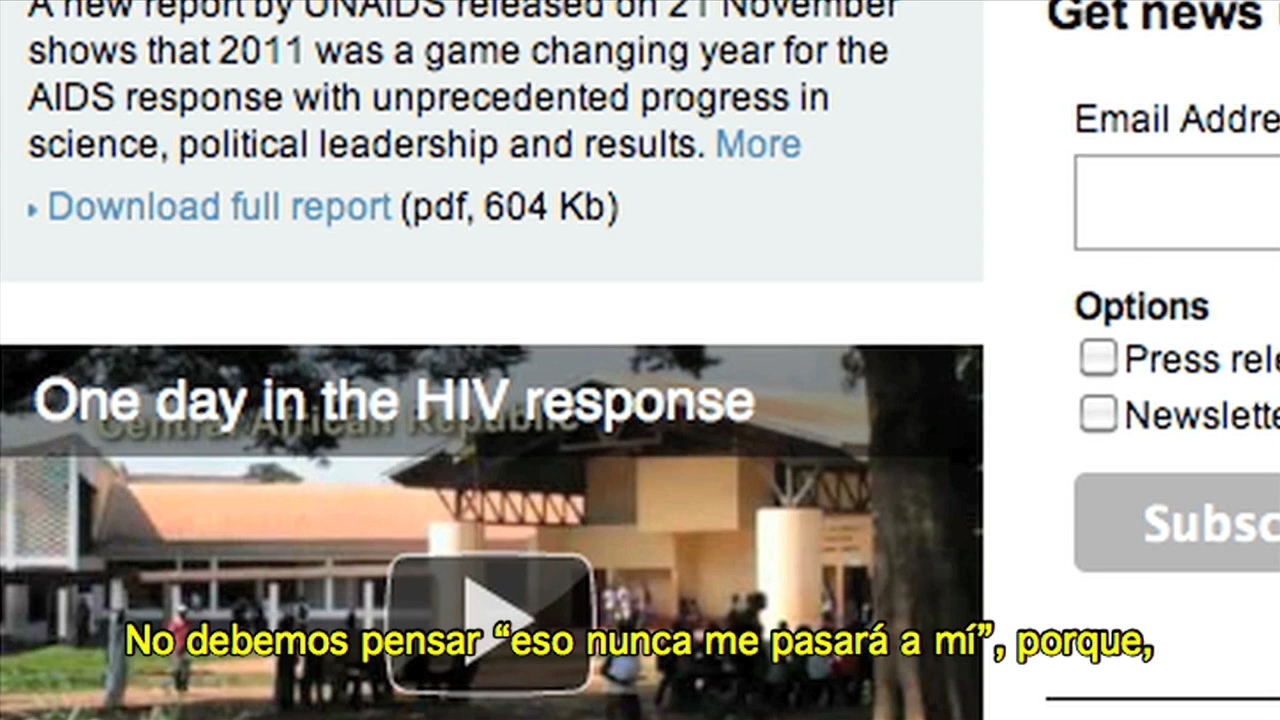 A new report by UNAIDS released on 21 November
shows that 2011 was a game changing year for the
AIDS response with unprecedented progress in
science, political leadership and results. More
Download full report (pdf, 604 Kb)
One day in the HIV response
Central African Republic
Get news
Email Addre
Options
Press rele
Newslette
Subsc
No debemos pensar “eso nunca me pasará a mí”, porque,